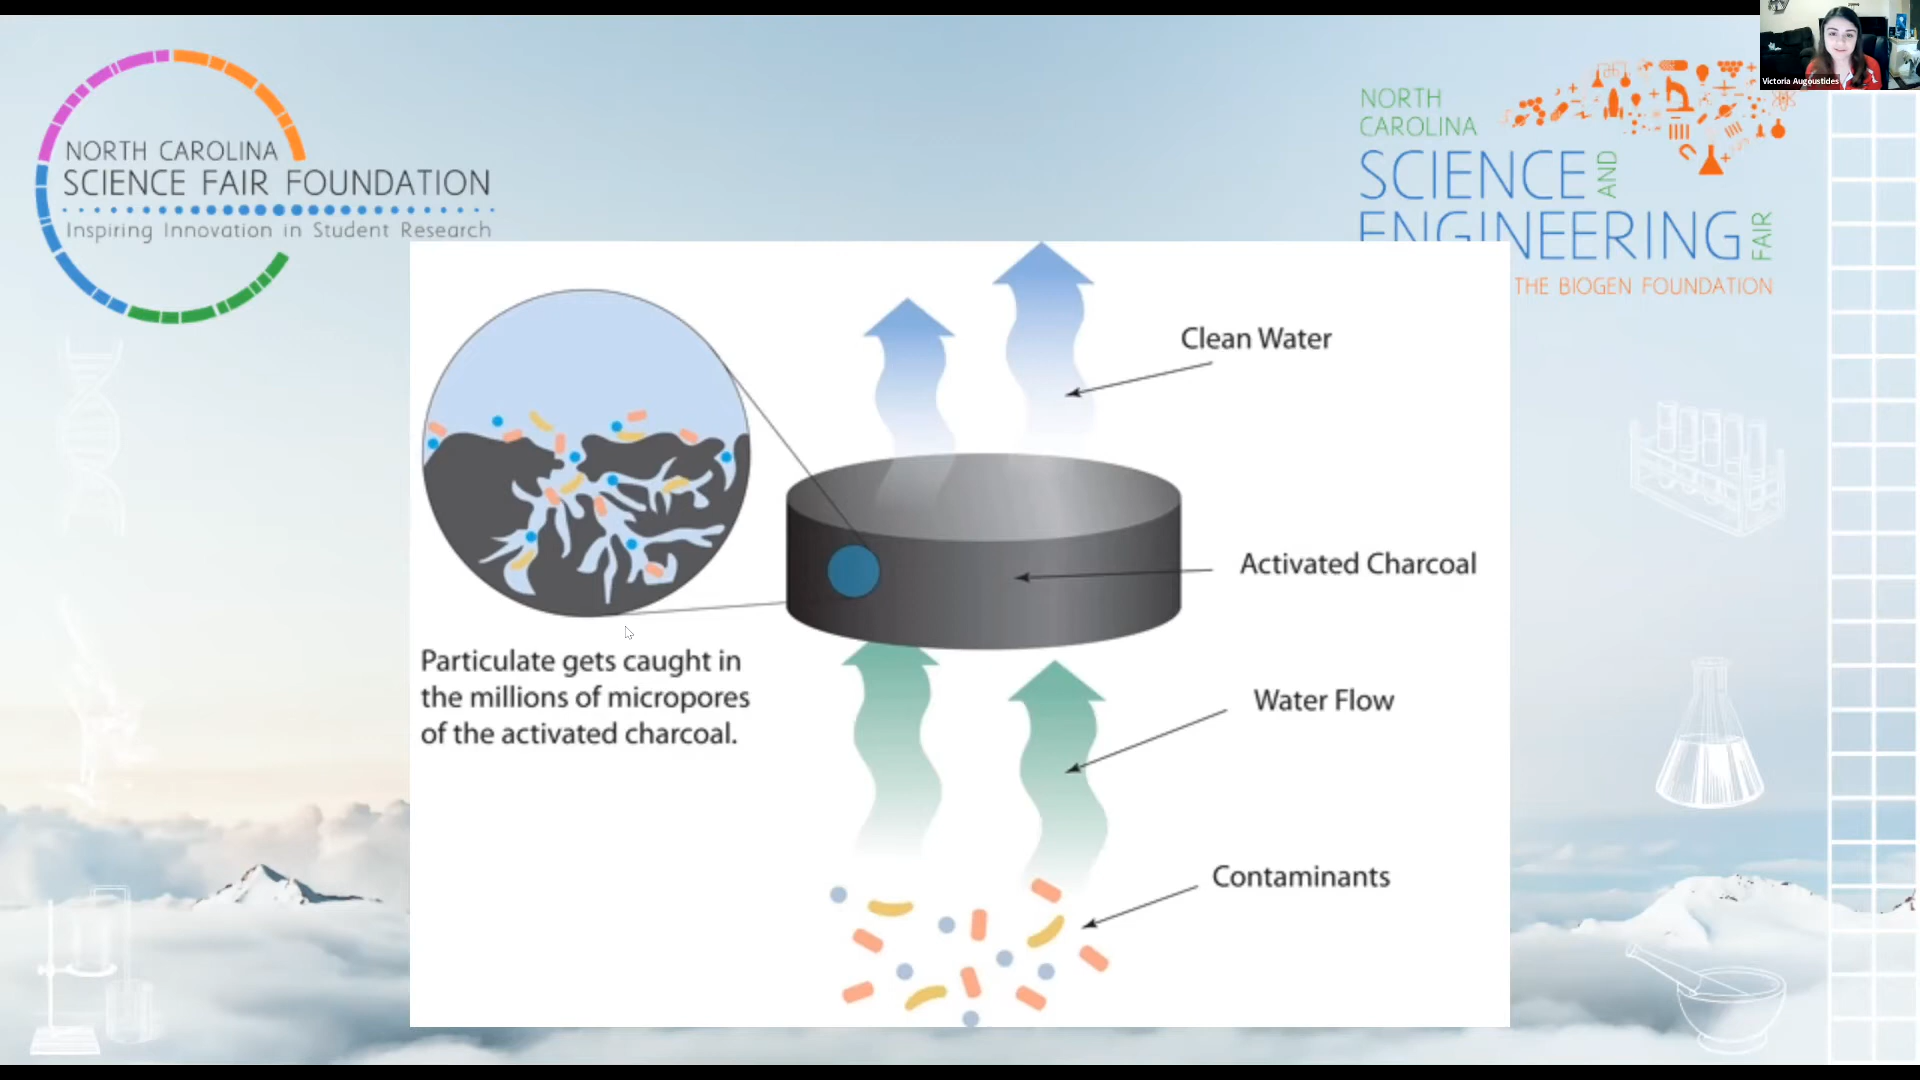 Victoria Augoustides
NORTH CAROLINA
SCIENCE FAIR FOUNDATION
Inspiring Innovation in Student Research
NORTH
CAROLINA
SCIENCE AND
ENGINEERING FAIR
THE BIOGEN FOUNDATION
Clean Water
Activated Charcoal
Particulate gets caught in
the millions of micropores
of the activated charcoal.
Water Flow
Contaminants